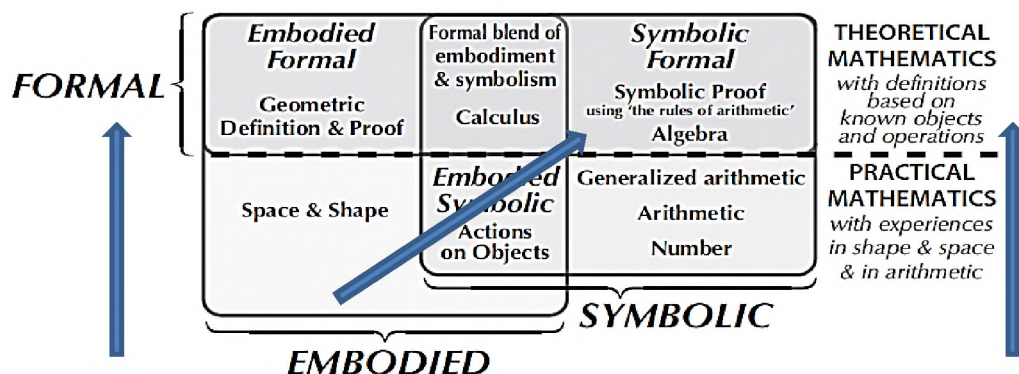 FORMAL
Embodied
Formal
Geometric
Definition & Proof
Formal blend of
embodiment
& symbolism
Calculus
Symbolic
Formal
Symbolic Proof
using 'the rules of arithmetic'
Algebra
THEORETICAL
MATHEMATICS
with definitions
based on
known objects
and operations
Space & Shape
Embodied
Symbolic
Actions
on Objects
Generalized arithmetic
Arithmetic
Number
PRACTICAL
MATHEMATICS
with experiences
in shape & space
& in arithmetic
SYMBOLIC
EMBODIED